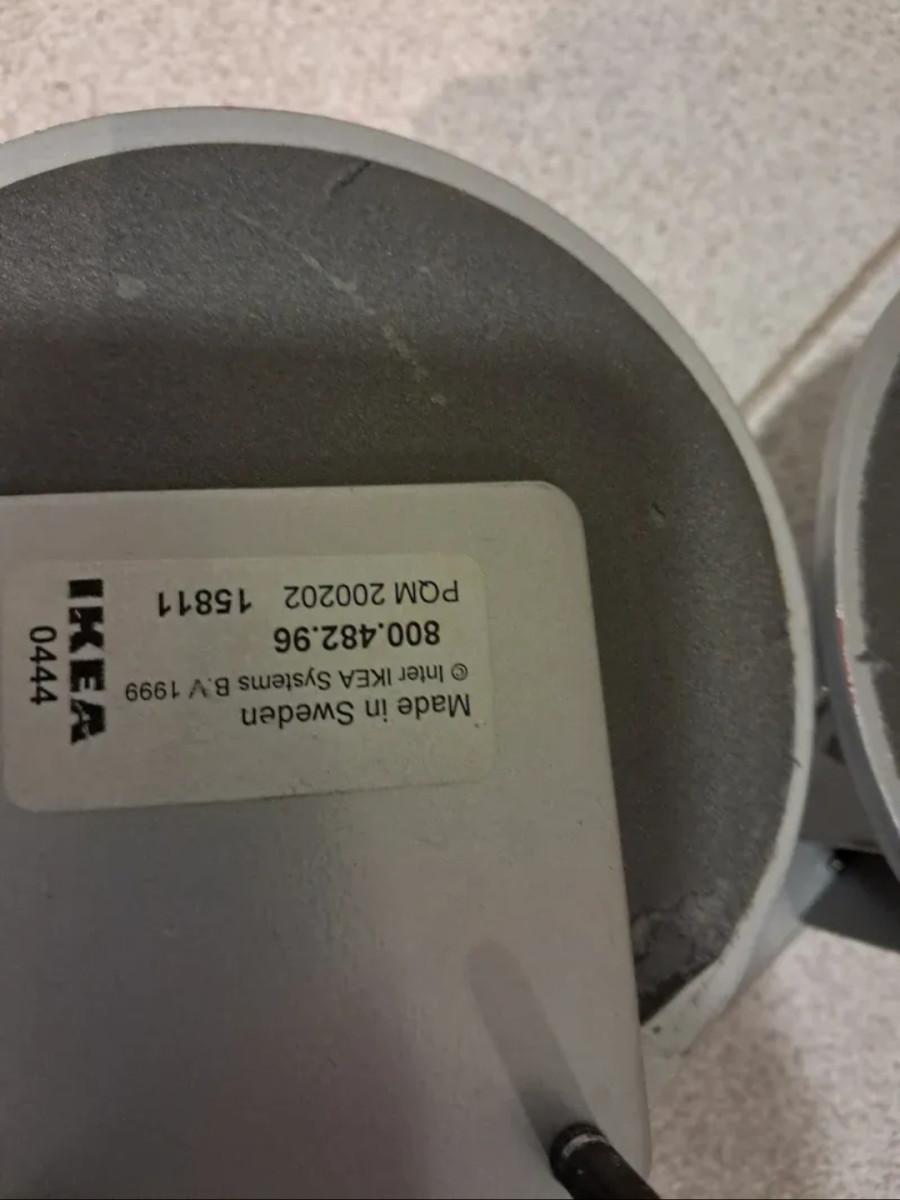 Made in Sweden
© Inter IKEA Systems B.V 1999
800.482.96
PQM 200202 15811
IKEA
0444